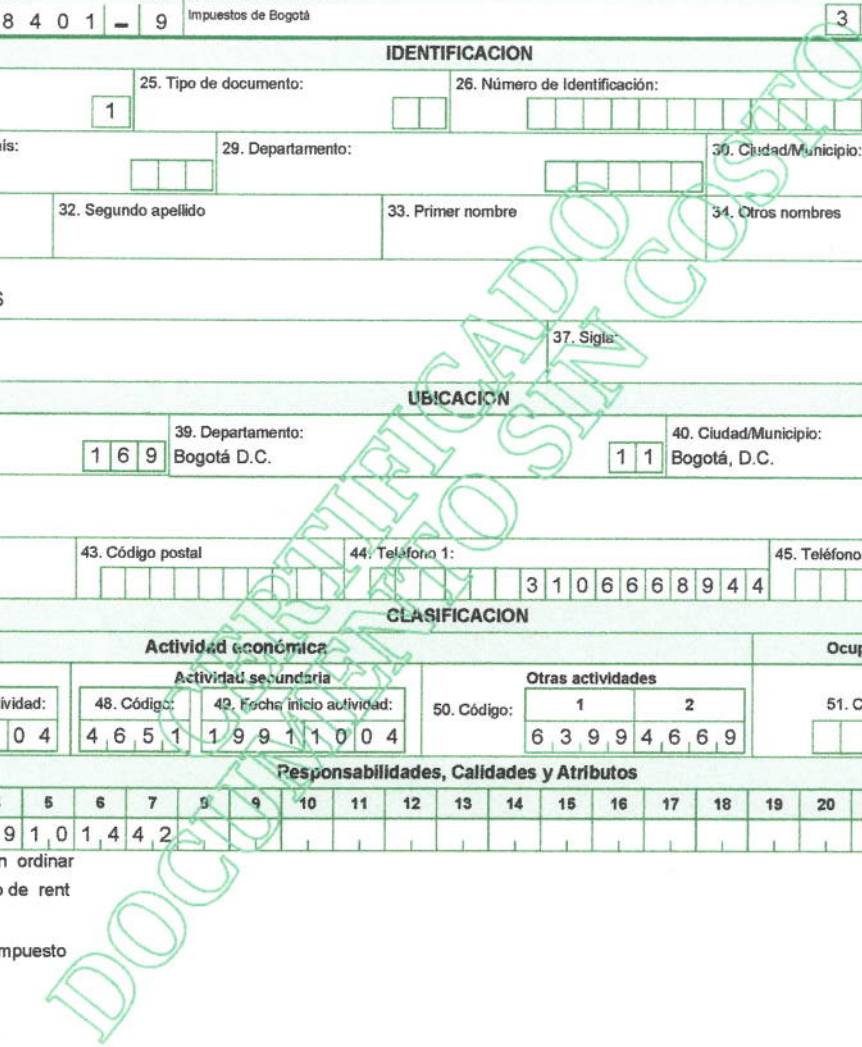 8 4 0 1 - 9 Impuestos de Bogotá 3
IDENTIFICACION
25. Tipo de documento: 26. Número de Identificación:
1
ís: 29. Departamento: 30. Ciudad/Municipio:
32. Segundo apellido 33. Primer nombre 34. Otros nombres
S
37. Sigla:
UBICACION
39. Departamento: 40. Ciudad/Municipio:
1 6 9 Bogotá D.C. 1 1 Bogotá, D.C.
43. Código postal 44. Teléfono 1: 45. Teléfono
3 1 0 6 6 6 8 9 4 4
CLASIFICACION
Actividad económica Ocup
Actividad secundaria Otras actividades
ividad: 48. Código: 49. Fecha inicio actividad: 50. Código: 1 2 51. C
0 4 4 6 5 1 1 9 9 1 1 0 0 4 6 3 9 9 4 6 6 9
Responsabilidades, Calidades y Atributos
5 6 7 8 9 10 11 12 13 14 15 16 17 18 19 20
9 1 0 1 4 4 2
n ordinar
o de rent
mpuesto
CERTIFICADO
DOCUMENTO SIN COSTO